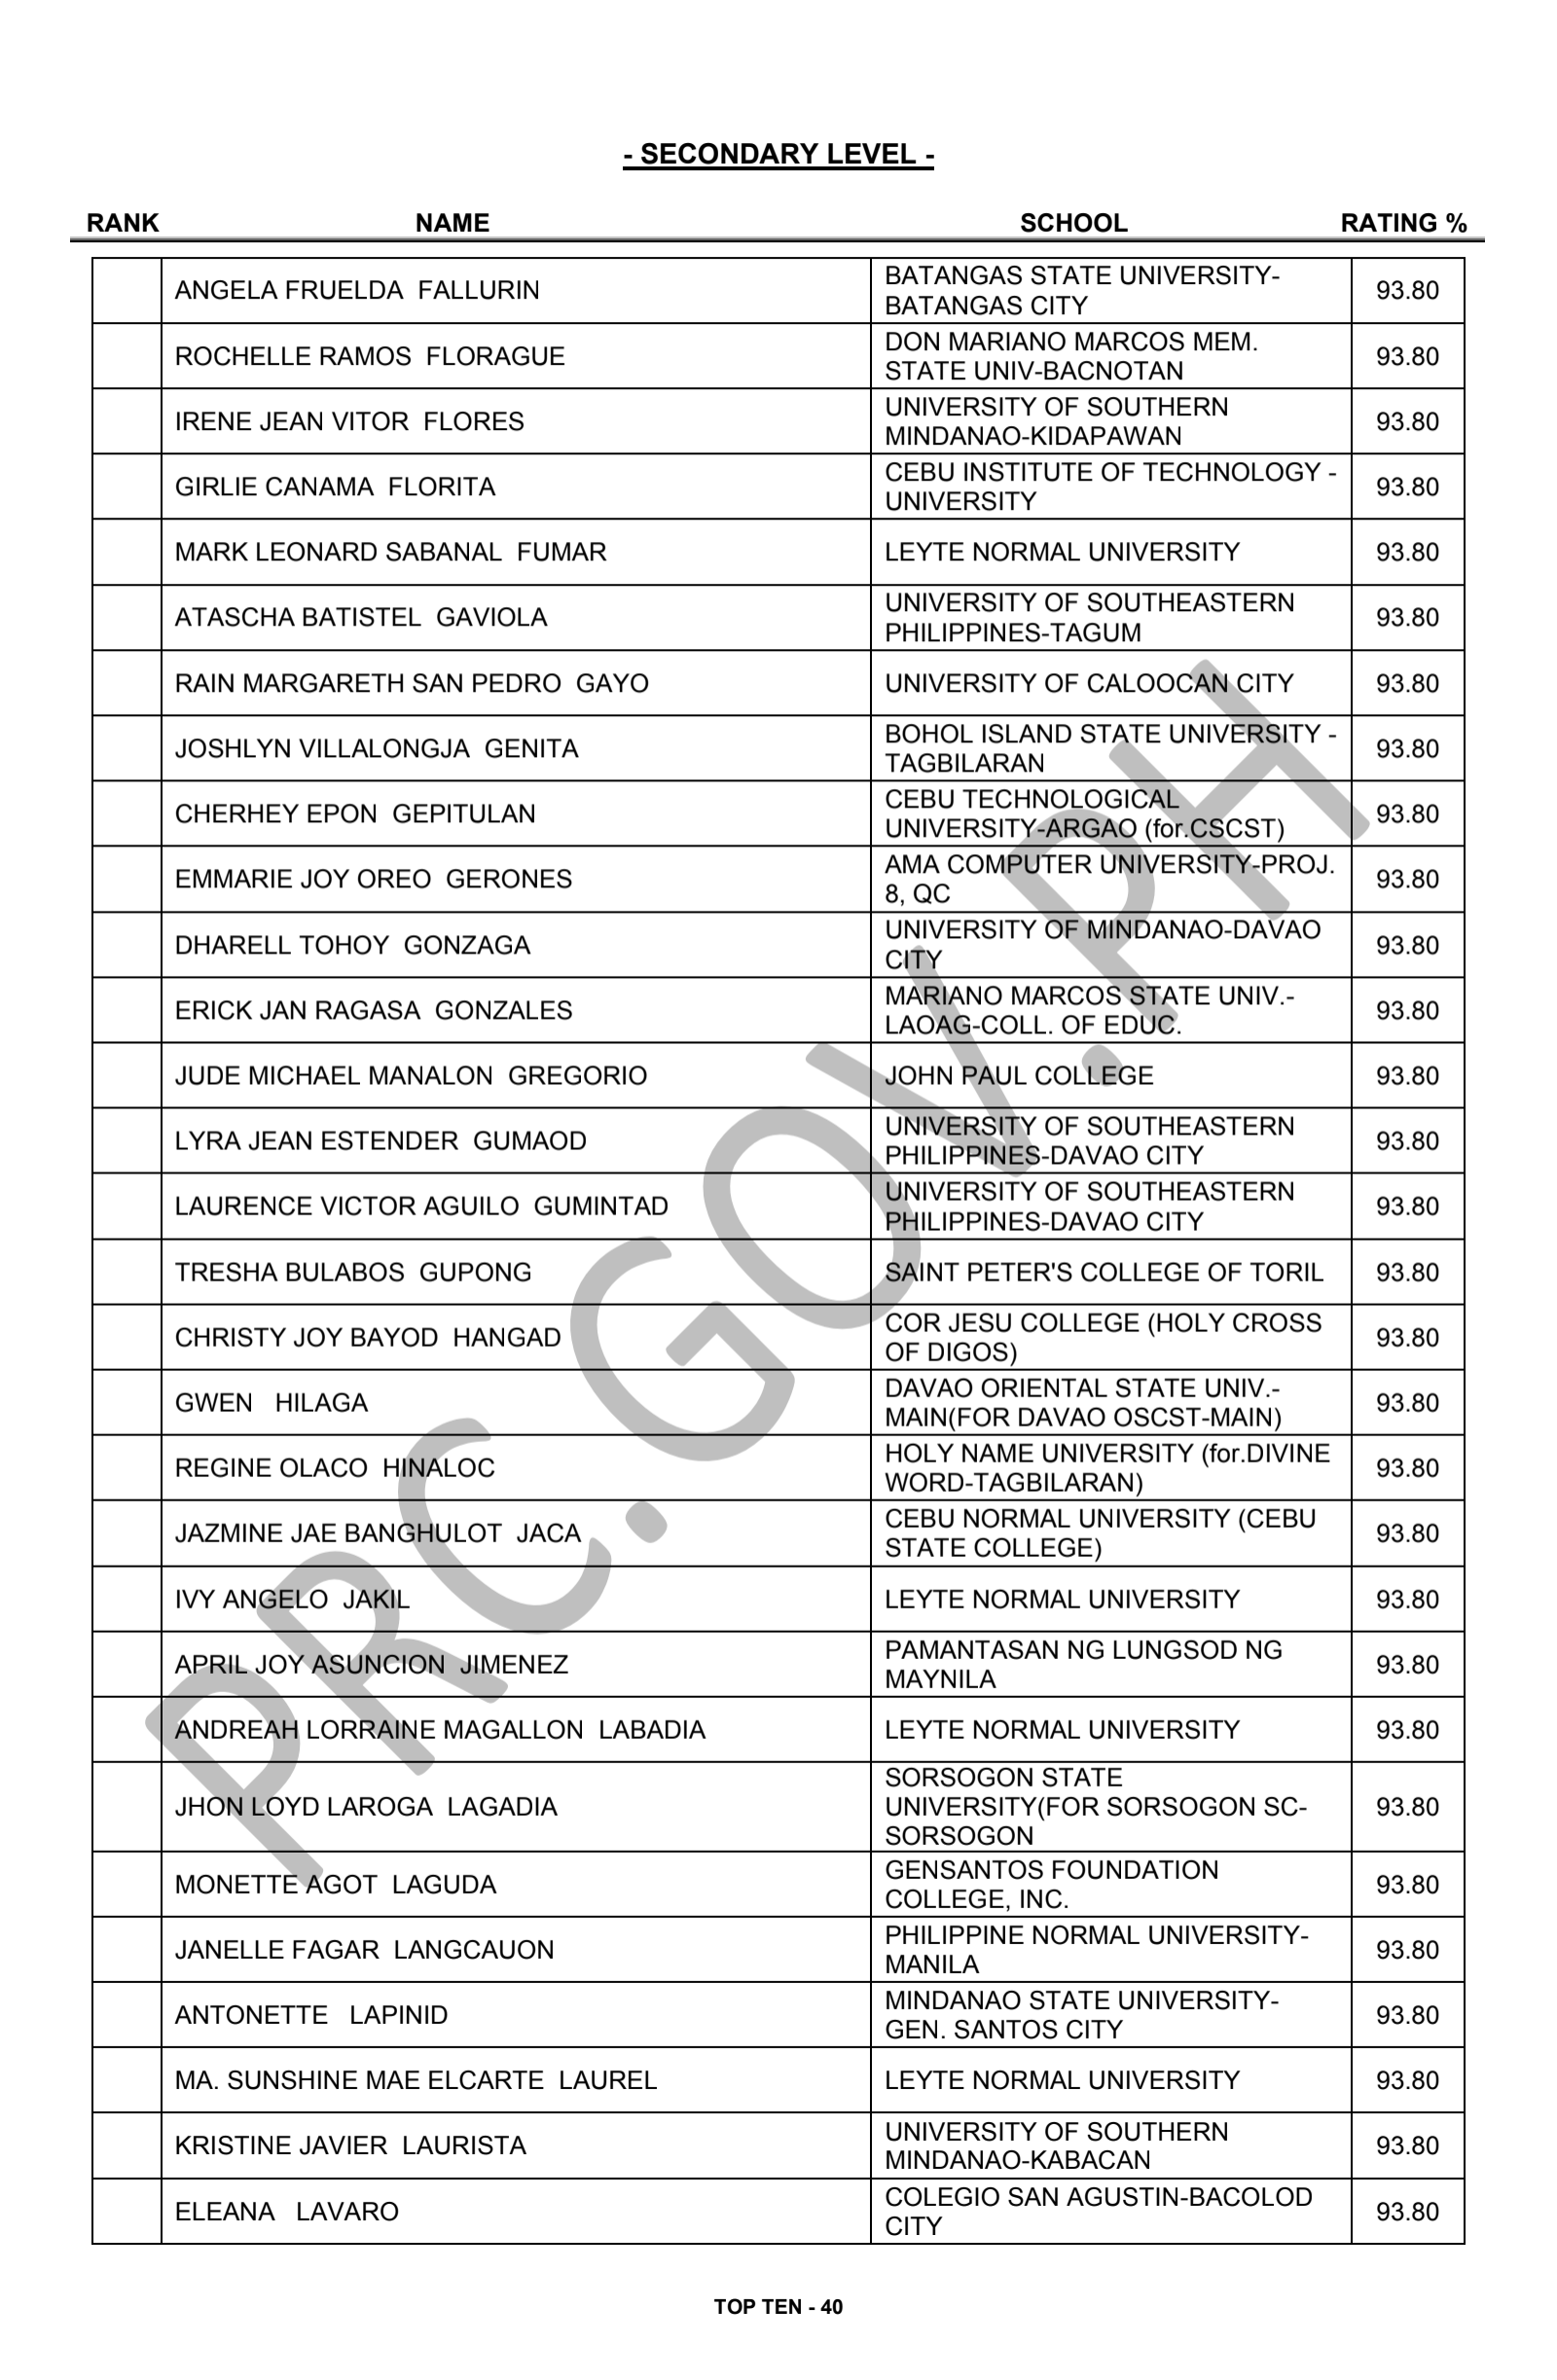 - SECONDARY LEVEL -
RANK NAME SCHOOL RATING %
ANGELA FRUELDA FALLURIN BATANGAS STATE UNIVERSITY-
BATANGAS CITY 93.80
ROCHELLE RAMOS FLORAGUE DON MARIANO MARCOS MEM.
STATE UNIV-BACNOTAN 93.80
IRENE JEAN VITOR FLORES UNIVERSITY OF SOUTHERN
MINDANAO-KIDAPAWAN 93.80
GIRLIE CANAMA FLORITA CEBU INSTITUTE OF TECHNOLOGY -
UNIVERSITY 93.80
MARK LEONARD SABANAL FUMAR LEYTE NORMAL UNIVERSITY 93.80
ATASCHA BATISTEL GAVIOLA UNIVERSITY OF SOUTHEASTERN
PHILIPPINES-TAGUM 93.80
RAIN MARGARETH SAN PEDRO GAYO UNIVERSITY OF CALOOCAN CITY 93.80
JOSHLYN VILLALONGJA GENITA BOHOL ISLAND STATE UNIVERSITY -
TAGBILARAN 93.80
CHERHEY EPON GEPITULAN CEBU TECHNOLOGICAL
UNIVERSITY-ARGAO (for.CSCST) 93.80
EMMARIE JOY OREO GERONES AMA COMPUTER UNIVERSITY-PROJ.
8, QC 93.80
DHARELL TOHOY GONZAGA UNIVERSITY OF MINDANAO-DAVAO
CITY 93.80
ERICK JAN RAGASA GONZALES MARIANO MARCOS STATE UNIV.-
LAOAG-COLL. OF EDUC. 93.80
JUDE MICHAEL MANALON GREGORIO JOHN PAUL COLLEGE 93.80
LYRA JEAN ESTENDER GUMAOD UNIVERSITY OF SOUTHEASTERN
PHILIPPINES-DAVAO CITY 93.80
LAURENCE VICTOR AGUILO GUMINTAD UNIVERSITY OF SOUTHEASTERN
PHILIPPINES-DAVAO CITY 93.80
TRESHA BULABOS GUPONG SAINT PETER'S COLLEGE OF TORIL 93.80
CHRISTY JOY BAYOD HANGAD COR JESU COLLEGE (HOLY CROSS
OF DIGOS) 93.80
GWEN HILAGA DAVAO ORIENTAL STATE UNIV.-
MAIN(FOR DAVAO OSCST-MAIN) 93.80
REGINE OLACO HINALOC HOLY NAME UNIVERSITY (for.DIVINE
WORD-TAGBILARAN) 93.80
JAZMINE JAE BANGHULOT JACA CEBU NORMAL UNIVERSITY (CEBU
STATE COLLEGE) 93.80
IVY ANGELO JAKIL LEYTE NORMAL UNIVERSITY 93.80
APRIL JOY ASUNCION JIMENEZ PAMANTASAN NG LUNGSOD NG
MAYNILA 93.80
ANDREAH LORRAINE MAGALLON LABADIA LEYTE NORMAL UNIVERSITY 93.80
JHON LOYD LAROGA LAGADIA SORSOGON STATE
UNIVERSITY(FOR SORSOGON SC-
SORSOGON 93.80
MONETTE AGOT LAGUDA GENSANTOS FOUNDATION
COLLEGE, INC. 93.80
JANELLE FAGAR LANGCAUON PHILIPPINE NORMAL UNIVERSITY-
MANILA 93.80
ANTONETTE LAPINID MINDANAO STATE UNIVERSITY-
GEN. SANTOS CITY 93.80
MA. SUNSHINE MAE ELCARTE LAUREL LEYTE NORMAL UNIVERSITY 93.80
KRISTINE JAVIER LAURISTA UNIVERSITY OF SOUTHERN
MINDANAO-KABACAN 93.80
ELEANA LAVARO COLEGIO SAN AGUSTIN-BACOLOD
CITY 93.80
PRC.GOV.PH
TOP TEN - 40